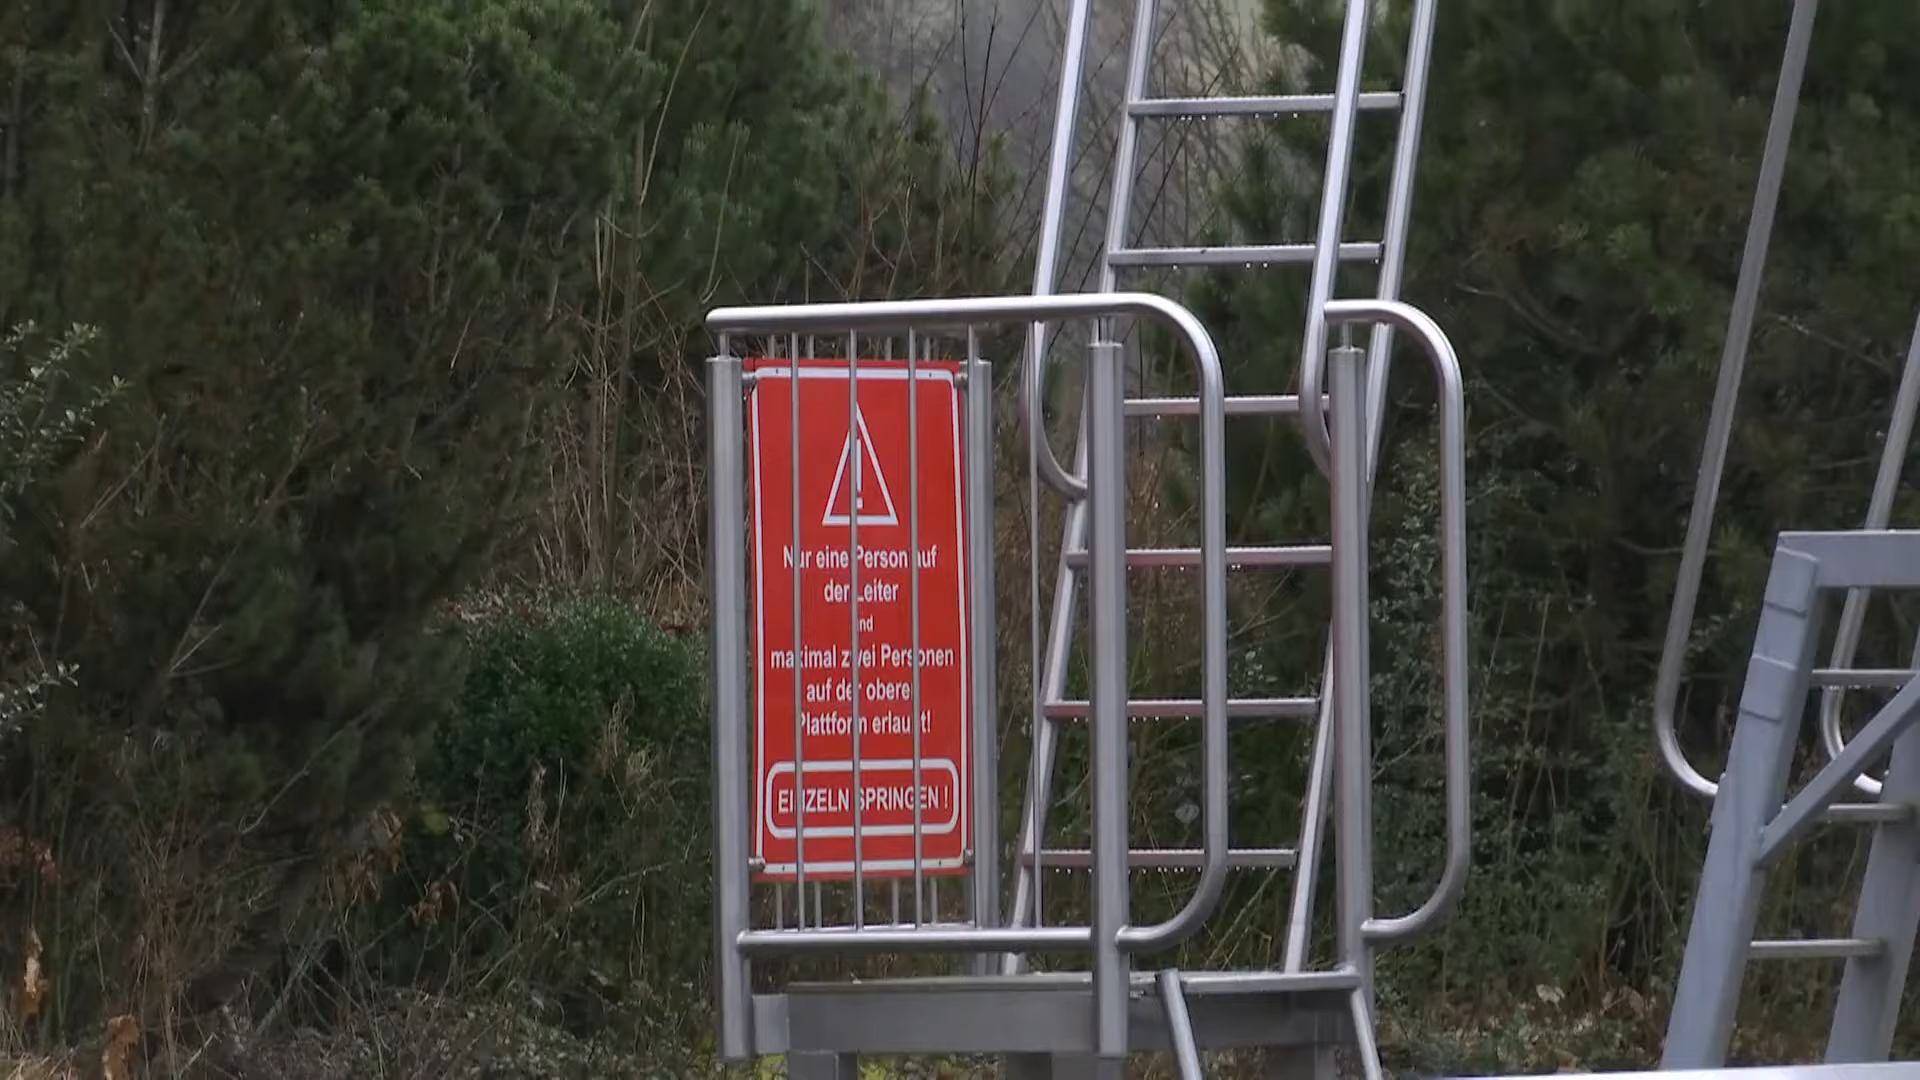 Nur eine Person auf
der Leiter
und
maximal zwei Personen
auf der oberen
Plattform erlaubt!
EINZELN SPRINGEN !